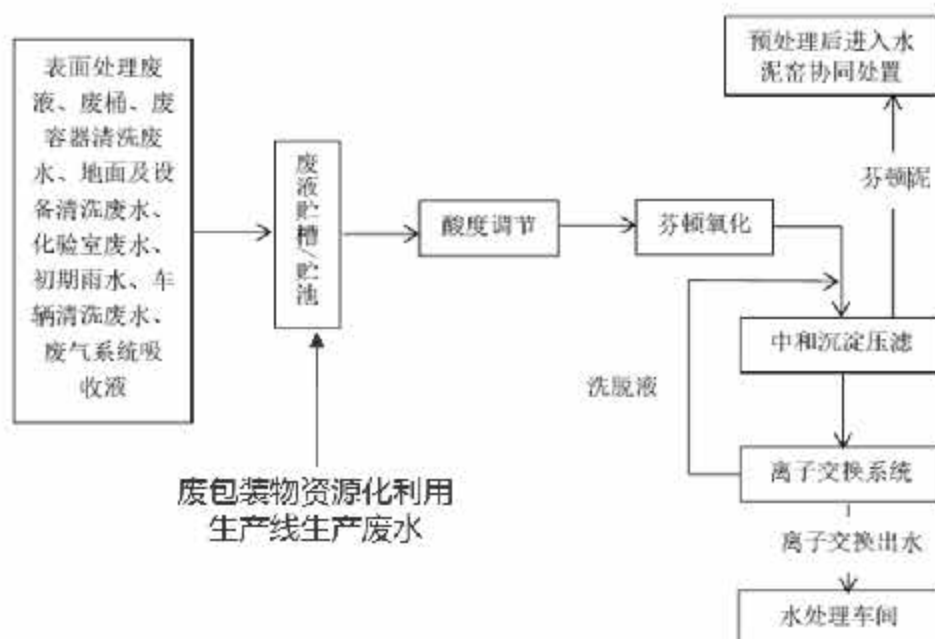 表面处理废
液、废桶、废
容器清洗废
水、地面及设
备清洗废水、
化验室废水、
初期雨水、车
辆清洗废水、
废气系统吸
收液
废液贮槽/贮池
废包装物资源化利用
生产线生产废水
酸度调节
芬顿氧化
预处理后进入水
泥窑协同处置
芬顿泥
中和沉淀压滤
洗脱液
离子交换系统
离子交换出水
水处理车间